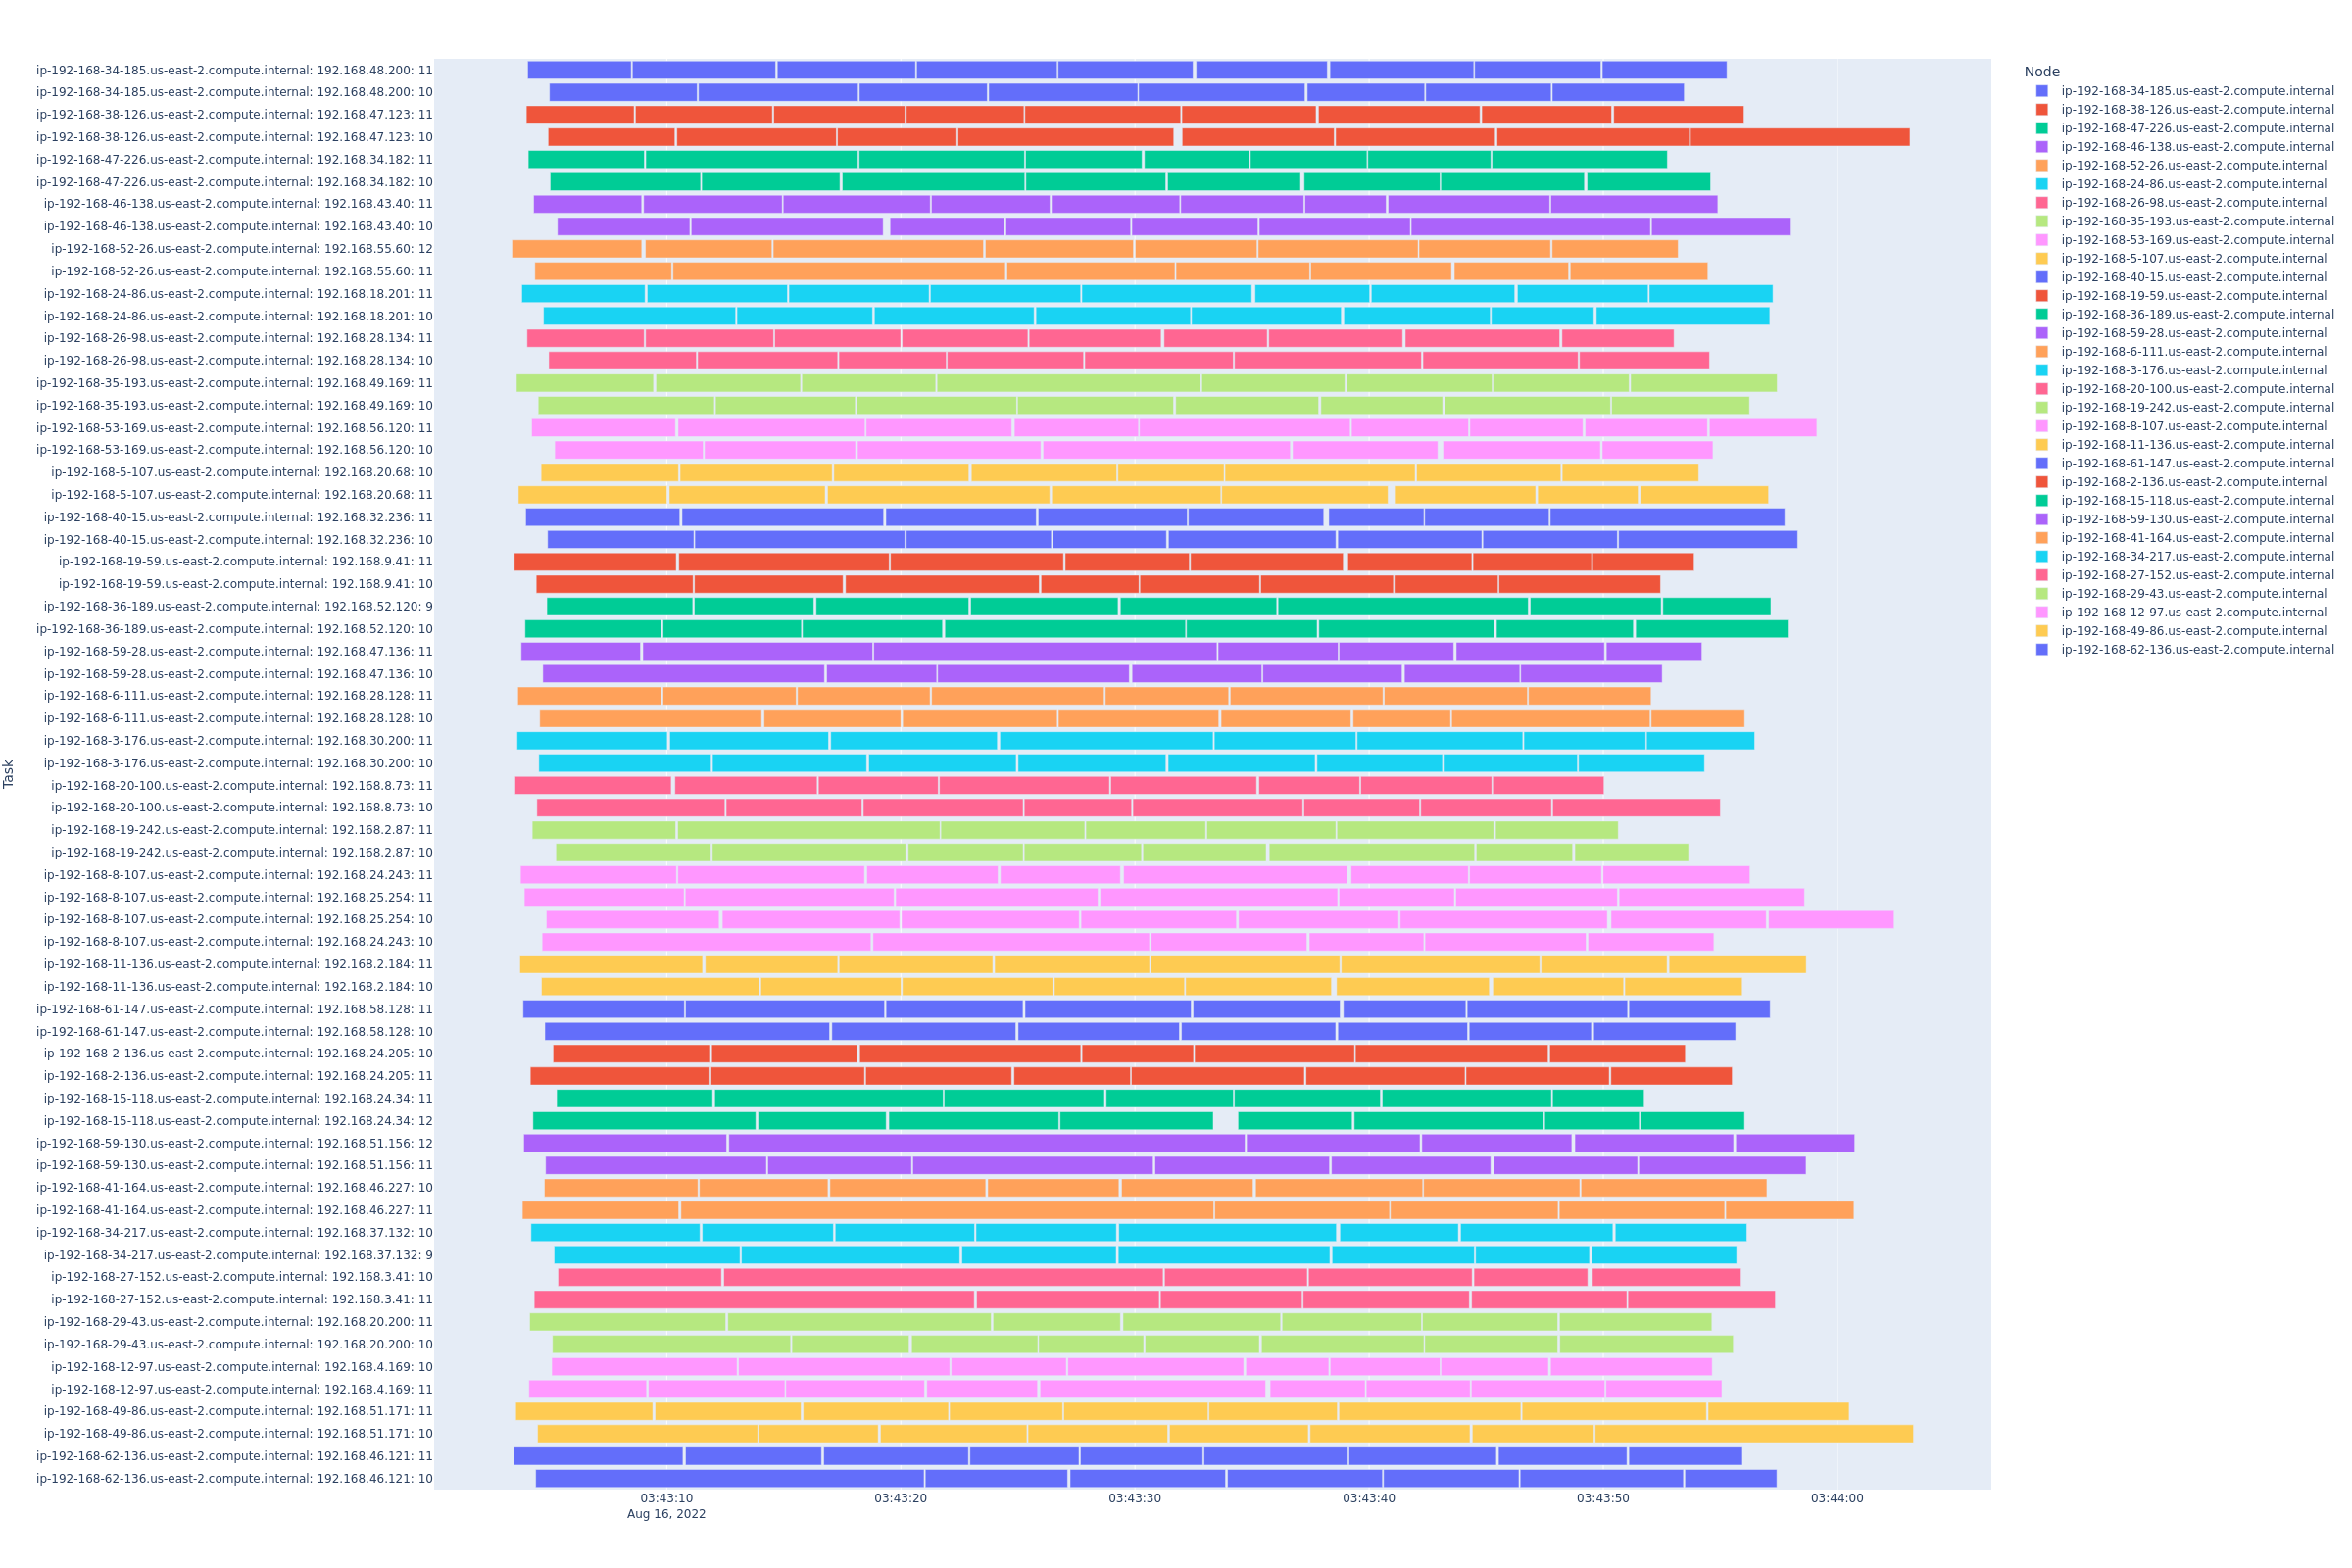 ip-192-168-34-185.us-east-2.compute.internal: 192.168.48.200: 11
ip-192-168-34-185.us-east-2.compute.internal: 192.168.48.200: 10
ip-192-168-38-126.us-east-2.compute.internal: 192.168.47.123: 11
ip-192-168-38-126.us-east-2.compute.internal: 192.168.47.123: 10
ip-192-168-47-226.us-east-2.compute.internal: 192.168.34.182: 11
ip-192-168-47-226.us-east-2.compute.internal: 192.168.34.182: 10
ip-192-168-46-138.us-east-2.compute.internal: 192.168.43.40: 11
ip-192-168-46-138.us-east-2.compute.internal: 192.168.43.40: 10
ip-192-168-52-26.us-east-2.compute.internal: 192.168.55.60: 12
ip-192-168-52-26.us-east-2.compute.internal: 192.168.55.60: 11
ip-192-168-24-86.us-east-2.compute.internal: 192.168.18.201: 11
ip-192-168-24-86.us-east-2.compute.internal: 192.168.18.201: 10
ip-192-168-26-98.us-east-2.compute.internal: 192.168.28.134: 11
ip-192-168-26-98.us-east-2.compute.internal: 192.168.28.134: 10
ip-192-168-35-193.us-east-2.compute.internal: 192.168.49.169: 11
ip-192-168-35-193.us-east-2.compute.internal: 192.168.49.169: 10
ip-192-168-53-169.us-east-2.compute.internal: 192.168.56.120: 11
ip-192-168-53-169.us-east-2.compute.internal: 192.168.56.120: 10
ip-192-168-5-107.us-east-2.compute.internal: 192.168.20.68: 10
ip-192-168-5-107.us-east-2.compute.internal: 192.168.20.68: 11
ip-192-168-40-15.us-east-2.compute.internal: 192.168.32.236: 11
ip-192-168-40-15.us-east-2.compute.internal: 192.168.32.236: 10
ip-192-168-19-59.us-east-2.compute.internal: 192.168.9.41: 11
ip-192-168-19-59.us-east-2.compute.internal: 192.168.9.41: 10
ip-192-168-36-189.us-east-2.compute.internal: 192.168.52.120: 9
ip-192-168-36-189.us-east-2.compute.internal: 192.168.52.120: 10
ip-192-168-59-28.us-east-2.compute.internal: 192.168.47.136: 11
ip-192-168-59-28.us-east-2.compute.internal: 192.168.47.136: 10
ip-192-168-6-111.us-east-2.compute.internal: 192.168.28.128: 11
ip-192-168-6-111.us-east-2.compute.internal: 192.168.28.128: 10
ip-192-168-3-176.us-east-2.compute.internal: 192.168.30.200: 11
ip-192-168-3-176.us-east-2.compute.internal: 192.168.30.200: 10
ip-192-168-20-100.us-east-2.compute.internal: 192.168.8.73: 11
ip-192-168-20-100.us-east-2.compute.internal: 192.168.8.73: 10
ip-192-168-19-242.us-east-2.compute.internal: 192.168.2.87: 11
ip-192-168-19-242.us-east-2.compute.internal: 192.168.2.87: 10
ip-192-168-8-107.us-east-2.compute.internal: 192.168.24.243: 11
ip-192-168-8-107.us-east-2.compute.internal: 192.168.25.254: 11
ip-192-168-8-107.us-east-2.compute.internal: 192.168.25.254: 10
ip-192-168-8-107.us-east-2.compute.internal: 192.168.24.243: 10
ip-192-168-11-136.us-east-2.compute.internal: 192.168.2.184: 11
ip-192-168-11-136.us-east-2.compute.internal: 192.168.2.184: 10
ip-192-168-61-147.us-east-2.compute.internal: 192.168.58.128: 11
ip-192-168-61-147.us-east-2.compute.internal: 192.168.58.128: 10
ip-192-168-2-136.us-east-2.compute.internal: 192.168.24.205: 10
ip-192-168-2-136.us-east-2.compute.internal: 192.168.24.205: 11
ip-192-168-15-118.us-east-2.compute.internal: 192.168.24.34: 11
ip-192-168-15-118.us-east-2.compute.internal: 192.168.24.34: 12
ip-192-168-59-130.us-east-2.compute.internal: 192.168.51.156: 12
ip-192-168-59-130.us-east-2.compute.internal: 192.168.51.156: 11
ip-192-168-41-164.us-east-2.compute.internal: 192.168.46.227: 10
ip-192-168-41-164.us-east-2.compute.internal: 192.168.46.227: 11
ip-192-168-34-217.us-east-2.compute.internal: 192.168.37.132: 10
ip-192-168-34-217.us-east-2.compute.internal: 192.168.37.132: 9
ip-192-168-27-152.us-east-2.compute.internal: 192.168.3.41: 10
ip-192-168-27-152.us-east-2.compute.internal: 192.168.3.41: 11
ip-192-168-29-43.us-east-2.compute.internal: 192.168.20.200: 11
ip-192-168-29-43.us-east-2.compute.internal: 192.168.20.200: 10
ip-192-168-12-97.us-east-2.compute.internal: 192.168.4.169: 10
ip-192-168-12-97.us-east-2.compute.internal: 192.168.4.169: 11
ip-192-168-49-86.us-east-2.compute.internal: 192.168.51.171: 11
ip-192-168-49-86.us-east-2.compute.internal: 192.168.51.171: 10
ip-192-168-62-136.us-east-2.compute.internal: 192.168.46.121: 11
ip-192-168-62-136.us-east-2.compute.internal: 192.168.46.121: 10
Task
03:43:10 03:43:20 03:43:30 03:43:40 03:43:50 03:44:00
Aug 16, 2022
Node
ip-192-168-34-185.us-east-2.compute.internal
ip-192-168-38-126.us-east-2.compute.internal
ip-192-168-47-226.us-east-2.compute.internal
ip-192-168-46-138.us-east-2.compute.internal
ip-192-168-52-26.us-east-2.compute.internal
ip-192-168-24-86.us-east-2.compute.internal
ip-192-168-26-98.us-east-2.compute.internal
ip-192-168-35-193.us-east-2.compute.internal
ip-192-168-53-169.us-east-2.compute.internal
ip-192-168-5-107.us-east-2.compute.internal
ip-192-168-40-15.us-east-2.compute.internal
ip-192-168-19-59.us-east-2.compute.internal
ip-192-168-36-189.us-east-2.compute.internal
ip-192-168-59-28.us-east-2.compute.internal
ip-192-168-6-111.us-east-2.compute.internal
ip-192-168-3-176.us-east-2.compute.internal
ip-192-168-20-100.us-east-2.compute.internal
ip-192-168-19-242.us-east-2.compute.internal
ip-192-168-8-107.us-east-2.compute.internal
ip-192-168-11-136.us-east-2.compute.internal
ip-192-168-61-147.us-east-2.compute.internal
ip-192-168-2-136.us-east-2.compute.internal
ip-192-168-15-118.us-east-2.compute.internal
ip-192-168-59-130.us-east-2.compute.internal
ip-192-168-41-164.us-east-2.compute.internal
ip-192-168-34-217.us-east-2.compute.internal
ip-192-168-27-152.us-east-2.compute.internal
ip-192-168-29-43.us-east-2.compute.internal
ip-192-168-12-97.us-east-2.compute.internal
ip-192-168-49-86.us-east-2.compute.internal
ip-192-168-62-136.us-east-2.compute.internal